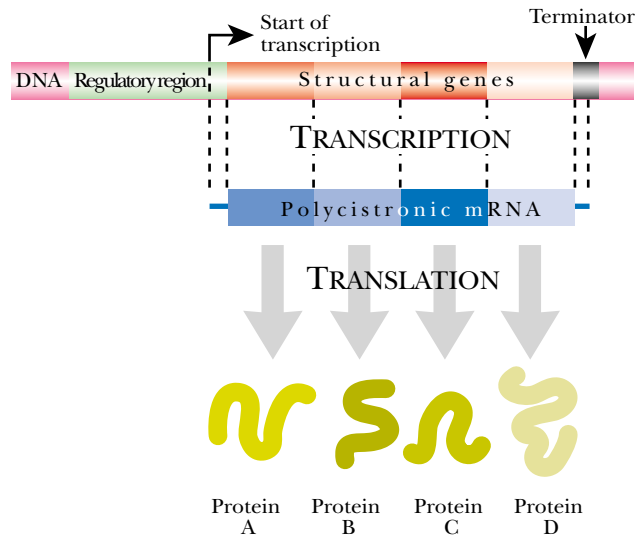 Start of
transcription
Terminator
DNA Regulatory region Structural genes
TRANSCRIPTION
Polycistronic mRNA
TRANSLATION
Protein
A
Protein
B
Protein
C
Protein
D